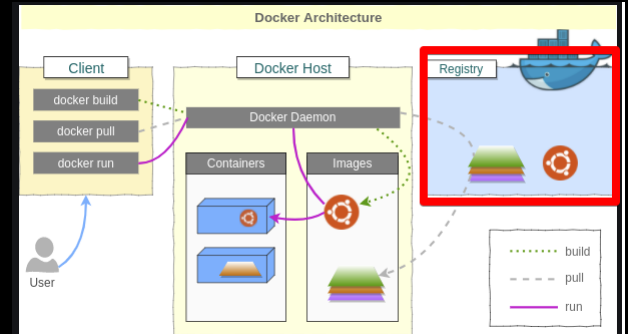 Docker Architecture
Client
docker build
docker pull
docker run
User
Docker Host
Docker Daemon
Containers
Images
Registry
build
pull
run